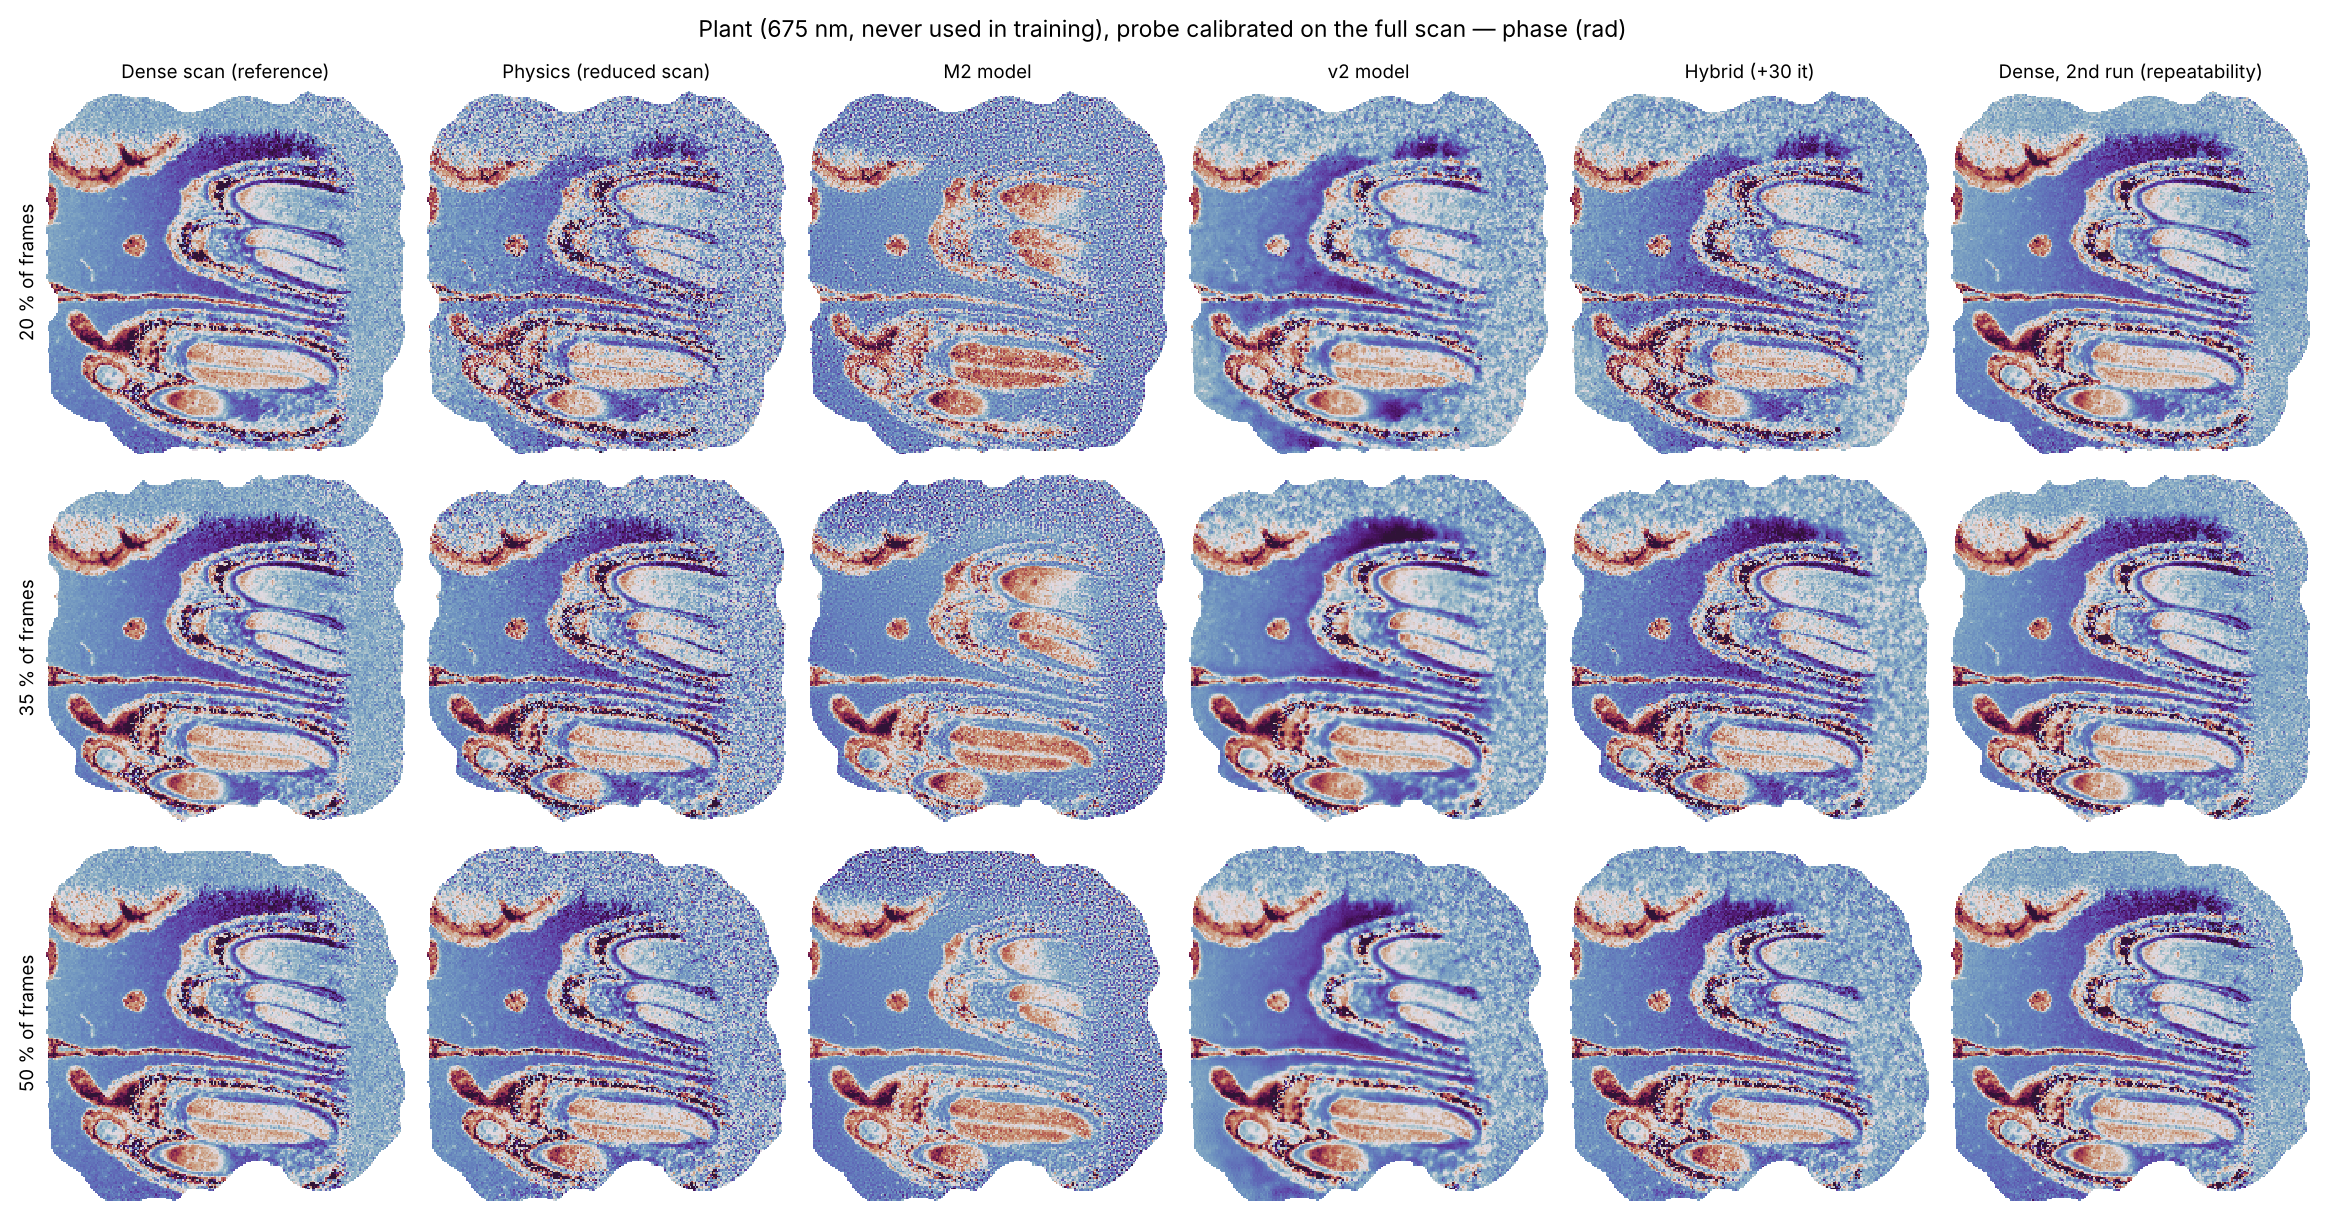 Plant (675 nm, never used in training), probe calibrated on the full scan — phase (rad)
Dense scan (reference)
Physics (reduced scan)
M2 model
v2 model
Hybrid (+30 it)
Dense, 2nd run (repeatability)
20 % of frames
35 % of frames
50 % of frames